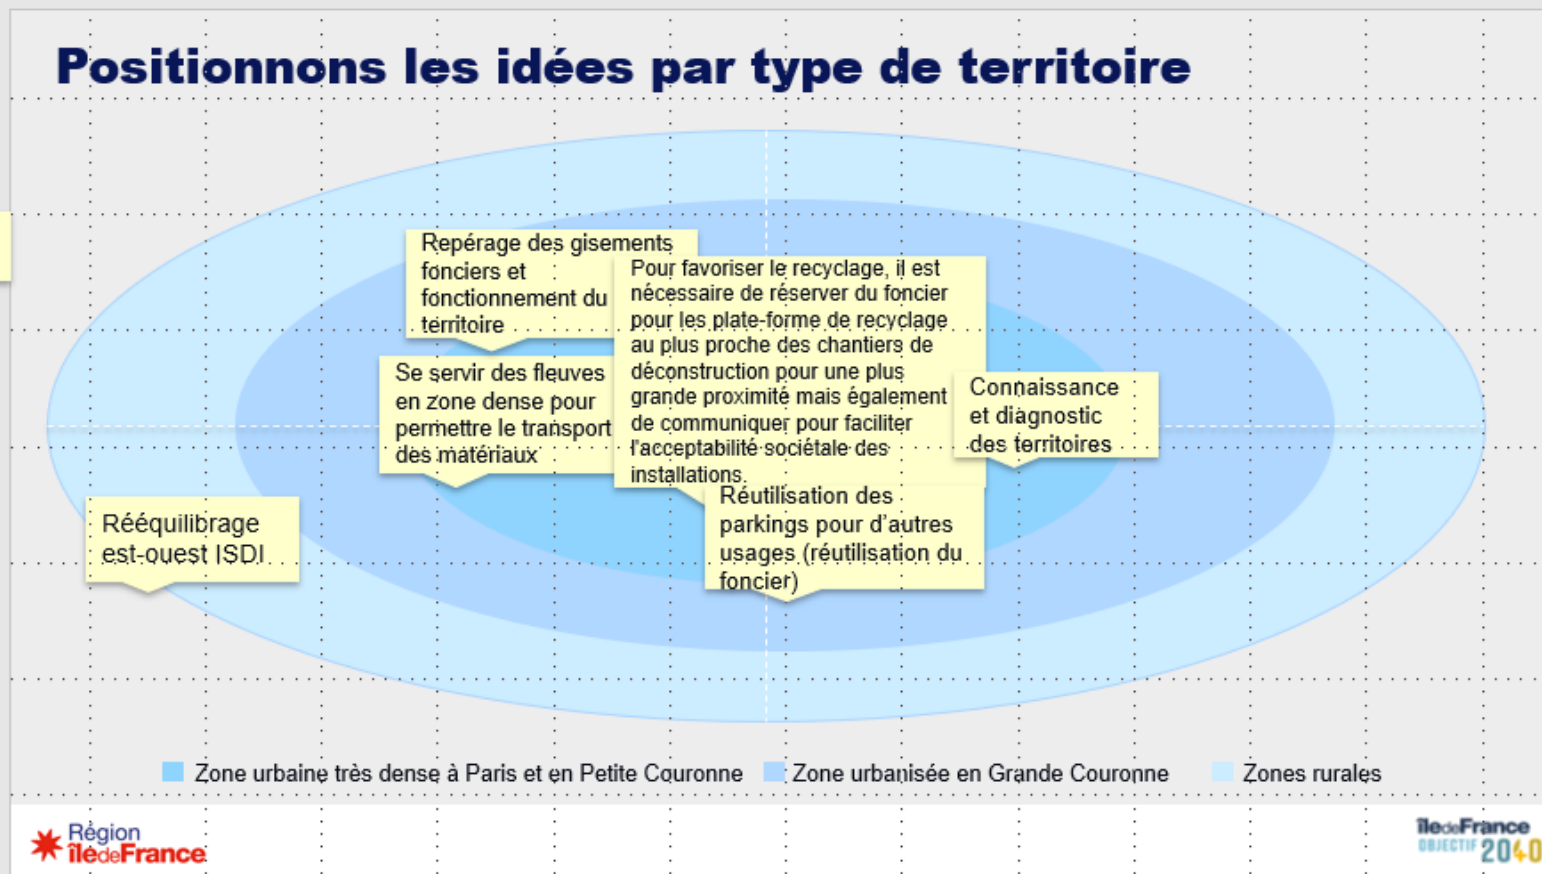 Positionnons les idées par type de territoire
Repérage des gisements
fonciers et
fonctionnement du
territoire
Pour favoriser le recyclage, il est
nécessaire de réserver du foncier
pour les plate-forme de recyclage
au plus proche des chantiers de
déconstruction pour une plus
grande proximité mais également
de communiquer pour faciliter
l'acceptabilité sociétale des
installations.
Se servir des fleuves
en zone dense pour
permettre le transport
des matériaux
Connaissance
et diagnostic
des territoires
Rééquilibrage
est-ouest ISDI
Réutilisation des
parkings pour d'autres
usages (réutilisation du
foncier)
Zone urbaine très dense à Paris et en Petite Couronne
Zone urbanisée en Grande Couronne
Zones rurales
Région
îledeFrance
îledeFrance
OBJECTIF 2040